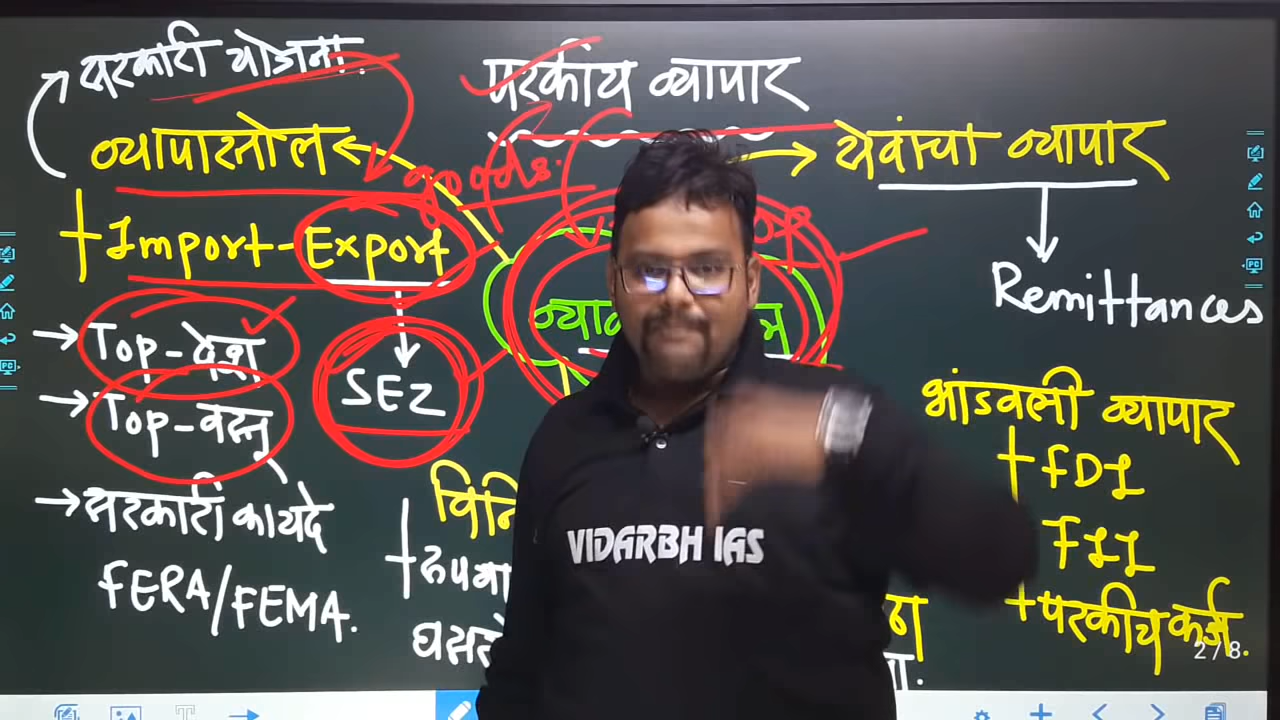 सरकारी योजना
परकीय व्यापार
व्यापारतोल
सेवांचा व्यापार
goods
Import - Export
Remittances
Top - देश
SEZ
Top - वस्तू
भांडवली व्यापार
FDI
सरकारी कायदे
FII
FERA/FEMA.
परकीय कर्ज.
VIDARBH IAS
2 / 8